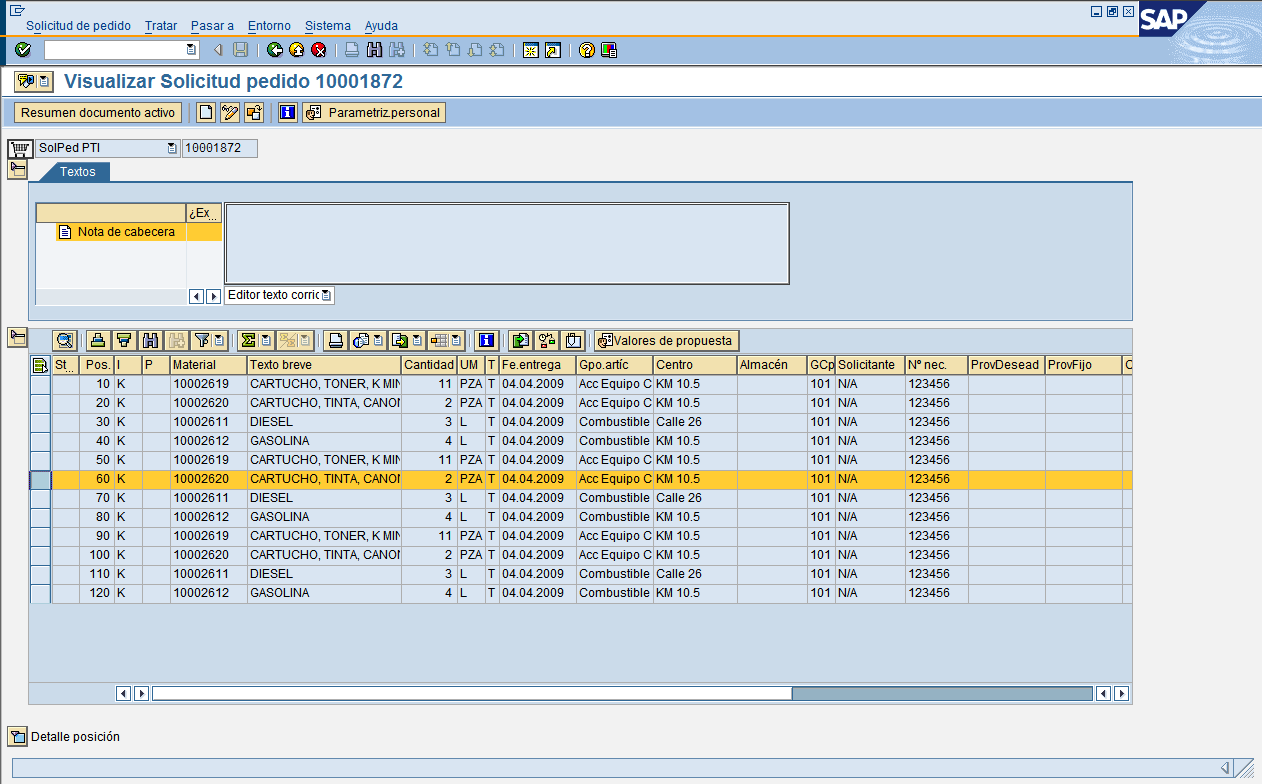 Solicitud de pedido Tratar Pasar a Entorno Sistema Ayuda
SAP
Visualizar Solicitud pedido 10001872
Resumen documento activo Parametriz.personal
SolPed PTI 10001872
Textos
¿Ex...
Nota de cabecera
Editor texto corric
Valores de propuesta
St... Pos. I P Material Texto breve Cantidad UM T Fe.entrega Gpo.artíc Centro Almacén GCp Solicitante Nº nec. ProvDesead ProvFijo
10 K 10002619 CARTUCHO, TONER, K MIN 11 PZA T 04.04.2009 Acc Equipo C KM 10.5 101 N/A 123456
20 K 10002620 CARTUCHO, TINTA, CANON 2 PZA T 04.04.2009 Acc Equipo C KM 10.5 101 N/A 123456
30 K 10002611 DIESEL 3 L T 04.04.2009 Combustible Calle 26 101 N/A 123456
40 K 10002612 GASOLINA 4 L T 04.04.2009 Combustible KM 10.5 101 N/A 123456
50 K 10002619 CARTUCHO, TONER, K MIN 11 PZA T 04.04.2009 Acc Equipo C KM 10.5 101 N/A 123456
60 K 10002620 CARTUCHO, TINTA, CANON 2 PZA T 04.04.2009 Acc Equipo C KM 10.5 101 N/A 123456
70 K 10002611 DIESEL 3 L T 04.04.2009 Combustible Calle 26 101 N/A 123456
80 K 10002612 GASOLINA 4 L T 04.04.2009 Combustible KM 10.5 101 N/A 123456
90 K 10002619 CARTUCHO, TONER, K MIN 11 PZA T 04.04.2009 Acc Equipo C KM 10.5 101 N/A 123456
100 K 10002620 CARTUCHO, TINTA, CANON 2 PZA T 04.04.2009 Acc Equipo C KM 10.5 101 N/A 123456
110 K 10002611 DIESEL 3 L T 04.04.2009 Combustible Calle 26 101 N/A 123456
120 K 10002612 GASOLINA 4 L T 04.04.2009 Combustible KM 10.5 101 N/A 123456
Detalle posición